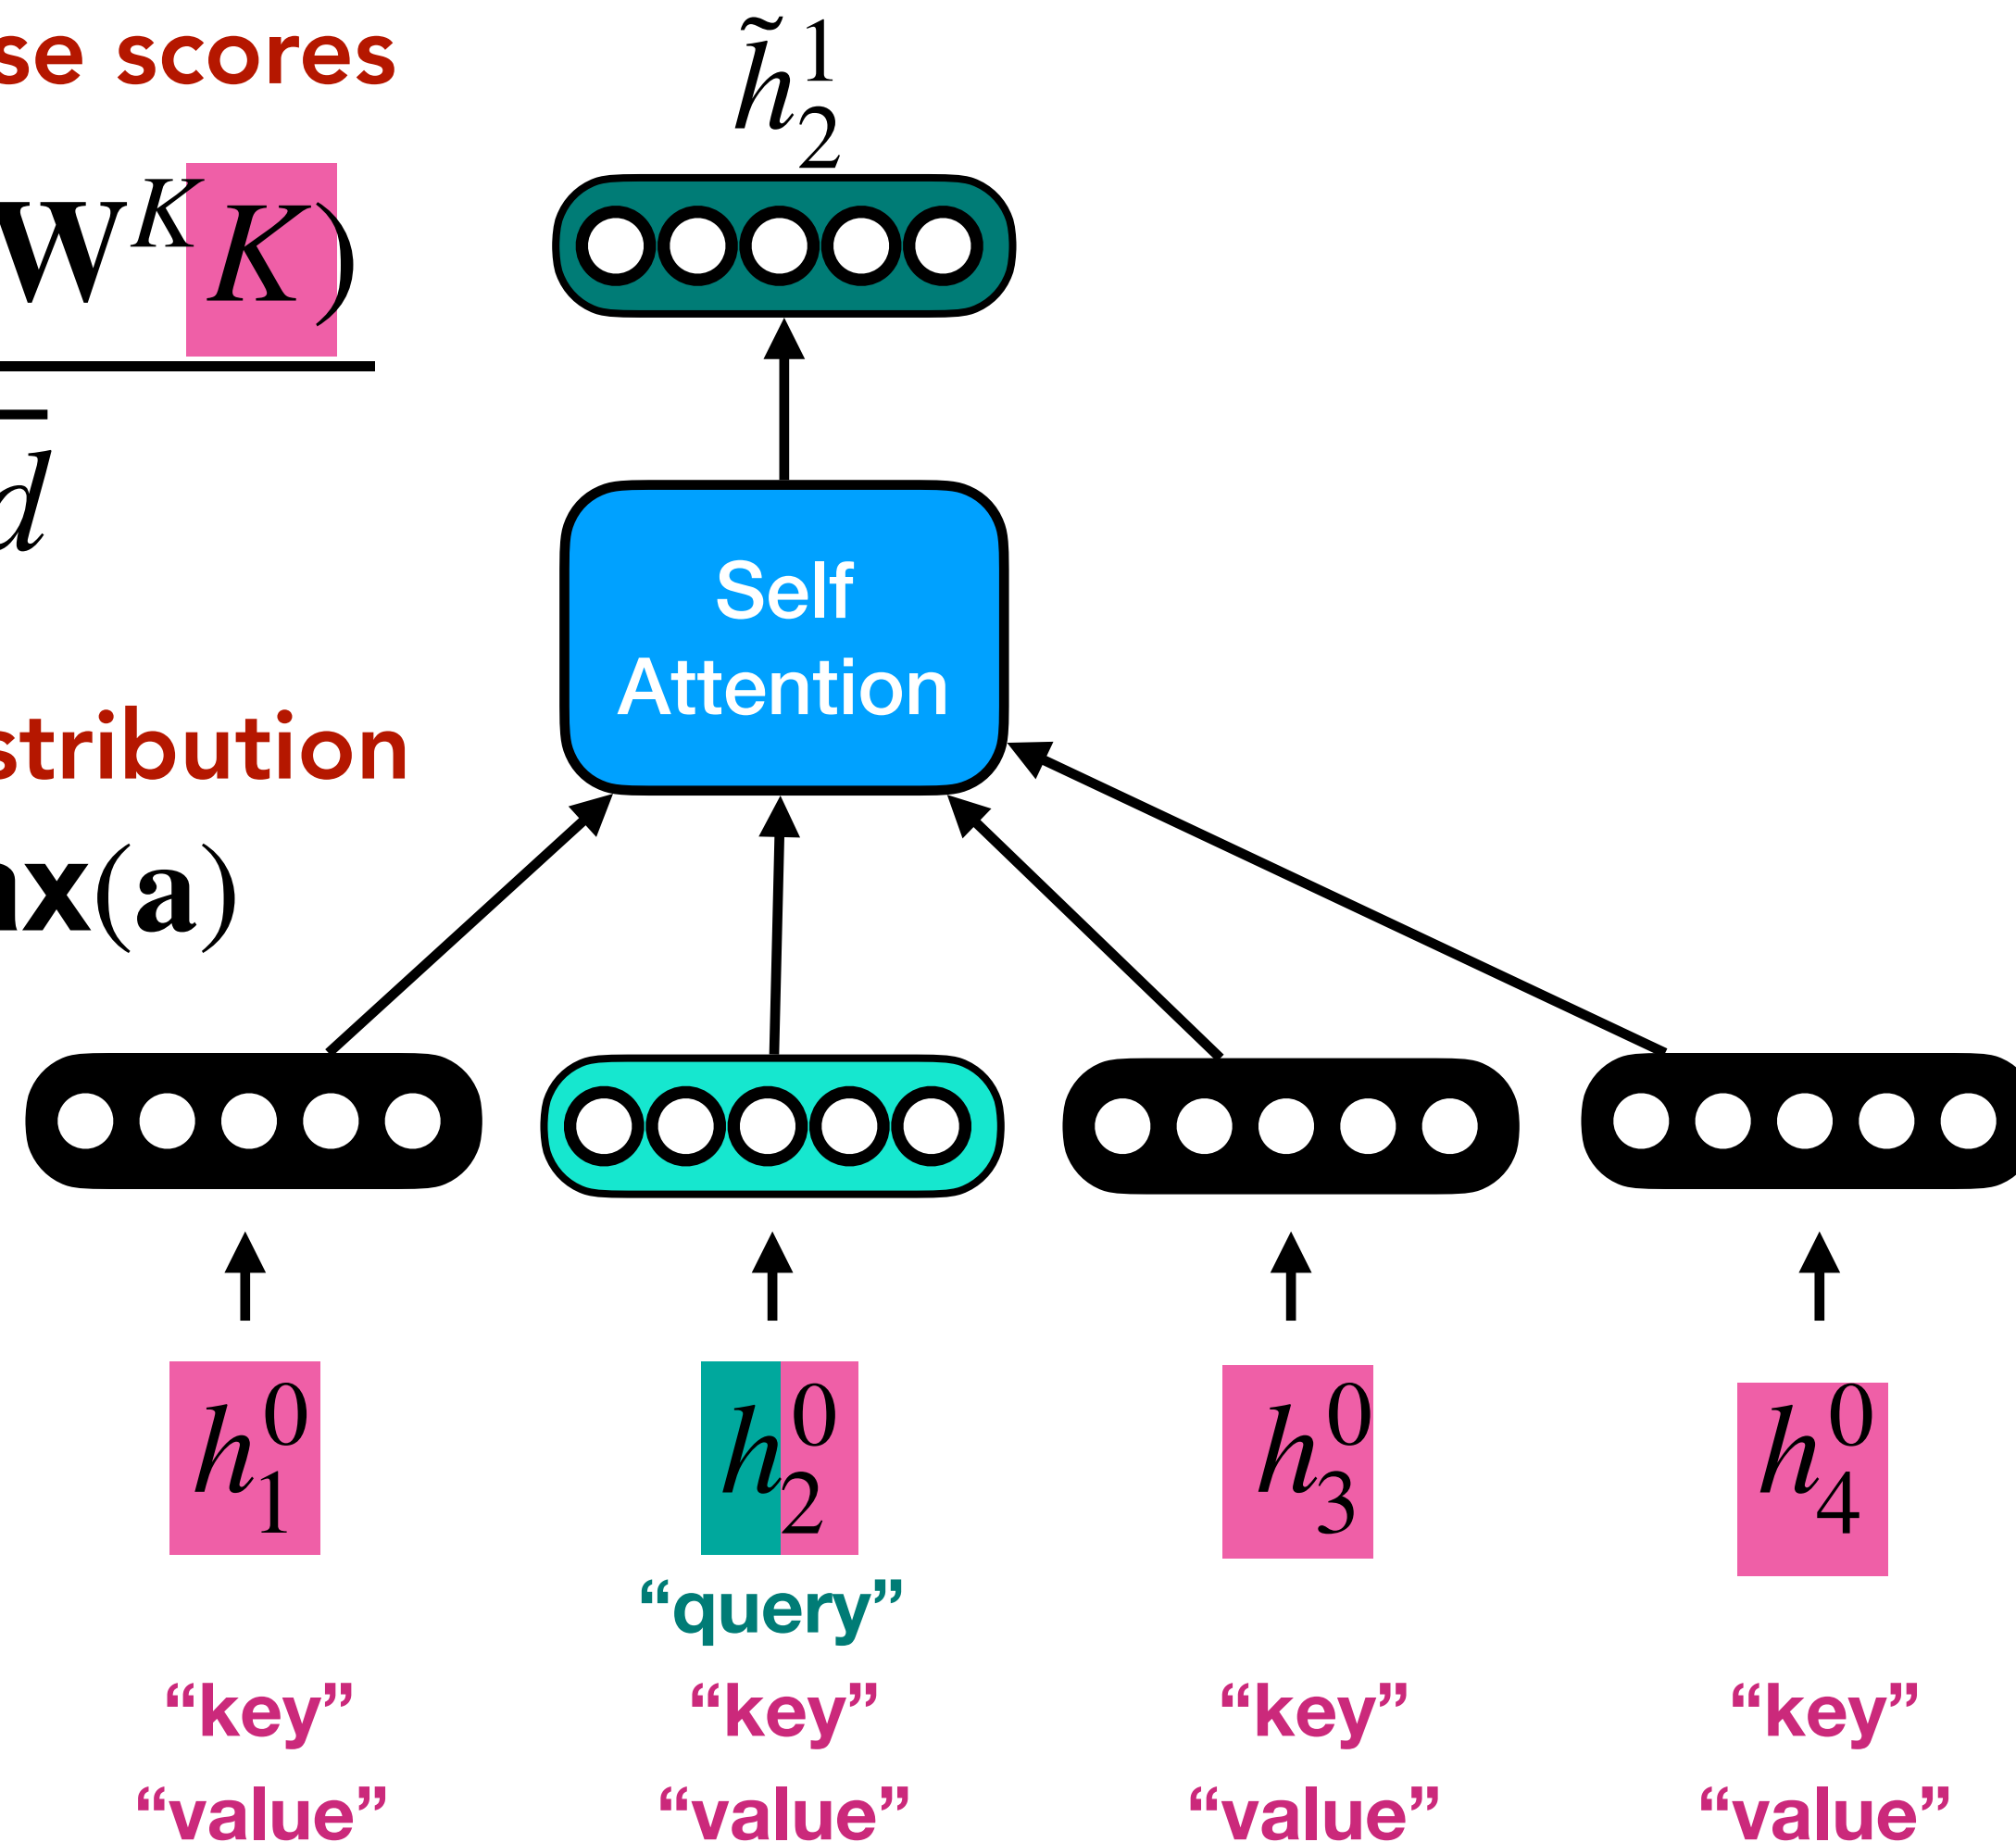 se scores
W^K K)
d
h̃_2^1
Self
Attention
stribution
ax(a)
h_1^0 h_2^0 h_3^0 h_4^0
“query”
“key” “key” “key” “key”
“value” “value” “value” “value”